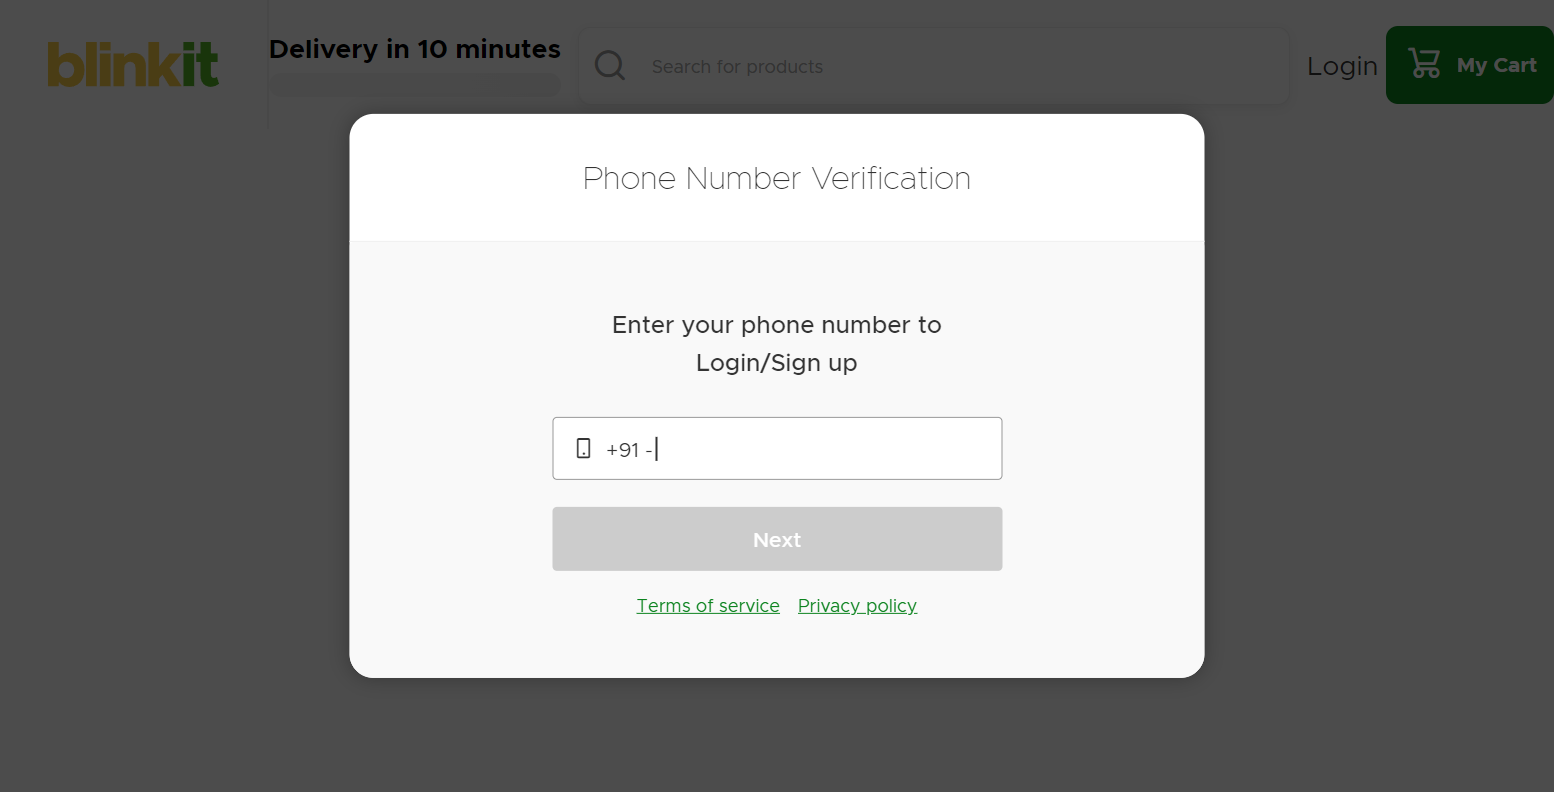 blinkit
Delivery in 10 minutes
Search for products
Login
My Cart
Phone Number Verification
Enter your phone number to
Login/Sign up
+91 -
Next
Terms of service Privacy policy